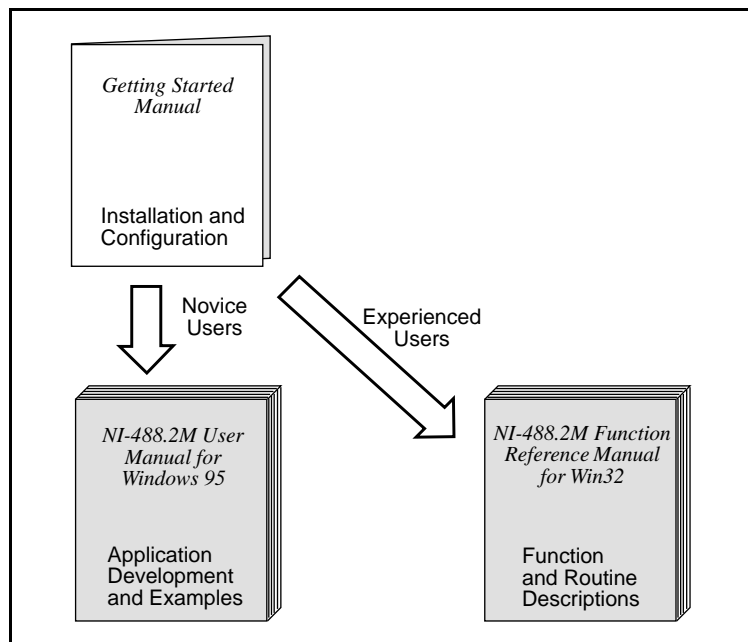 Getting Started
Manual
Installation and
Configuration
Novice
Users
Experienced
Users
NI-488.2M User
Manual for
Windows 95
Application
Development
and Examples
NI-488.2M Function
Reference Manual
for Win32
Function
and Routine
Descriptions